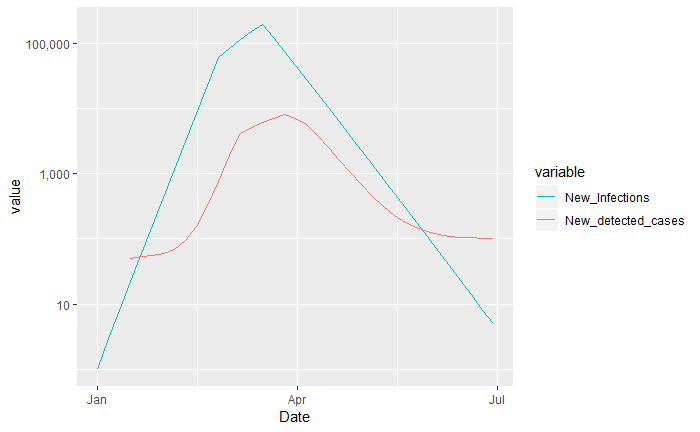 100,000
1,000
10
value
Jan
Apr
Jul
Date
variable
New_Infections
New_detected_cases